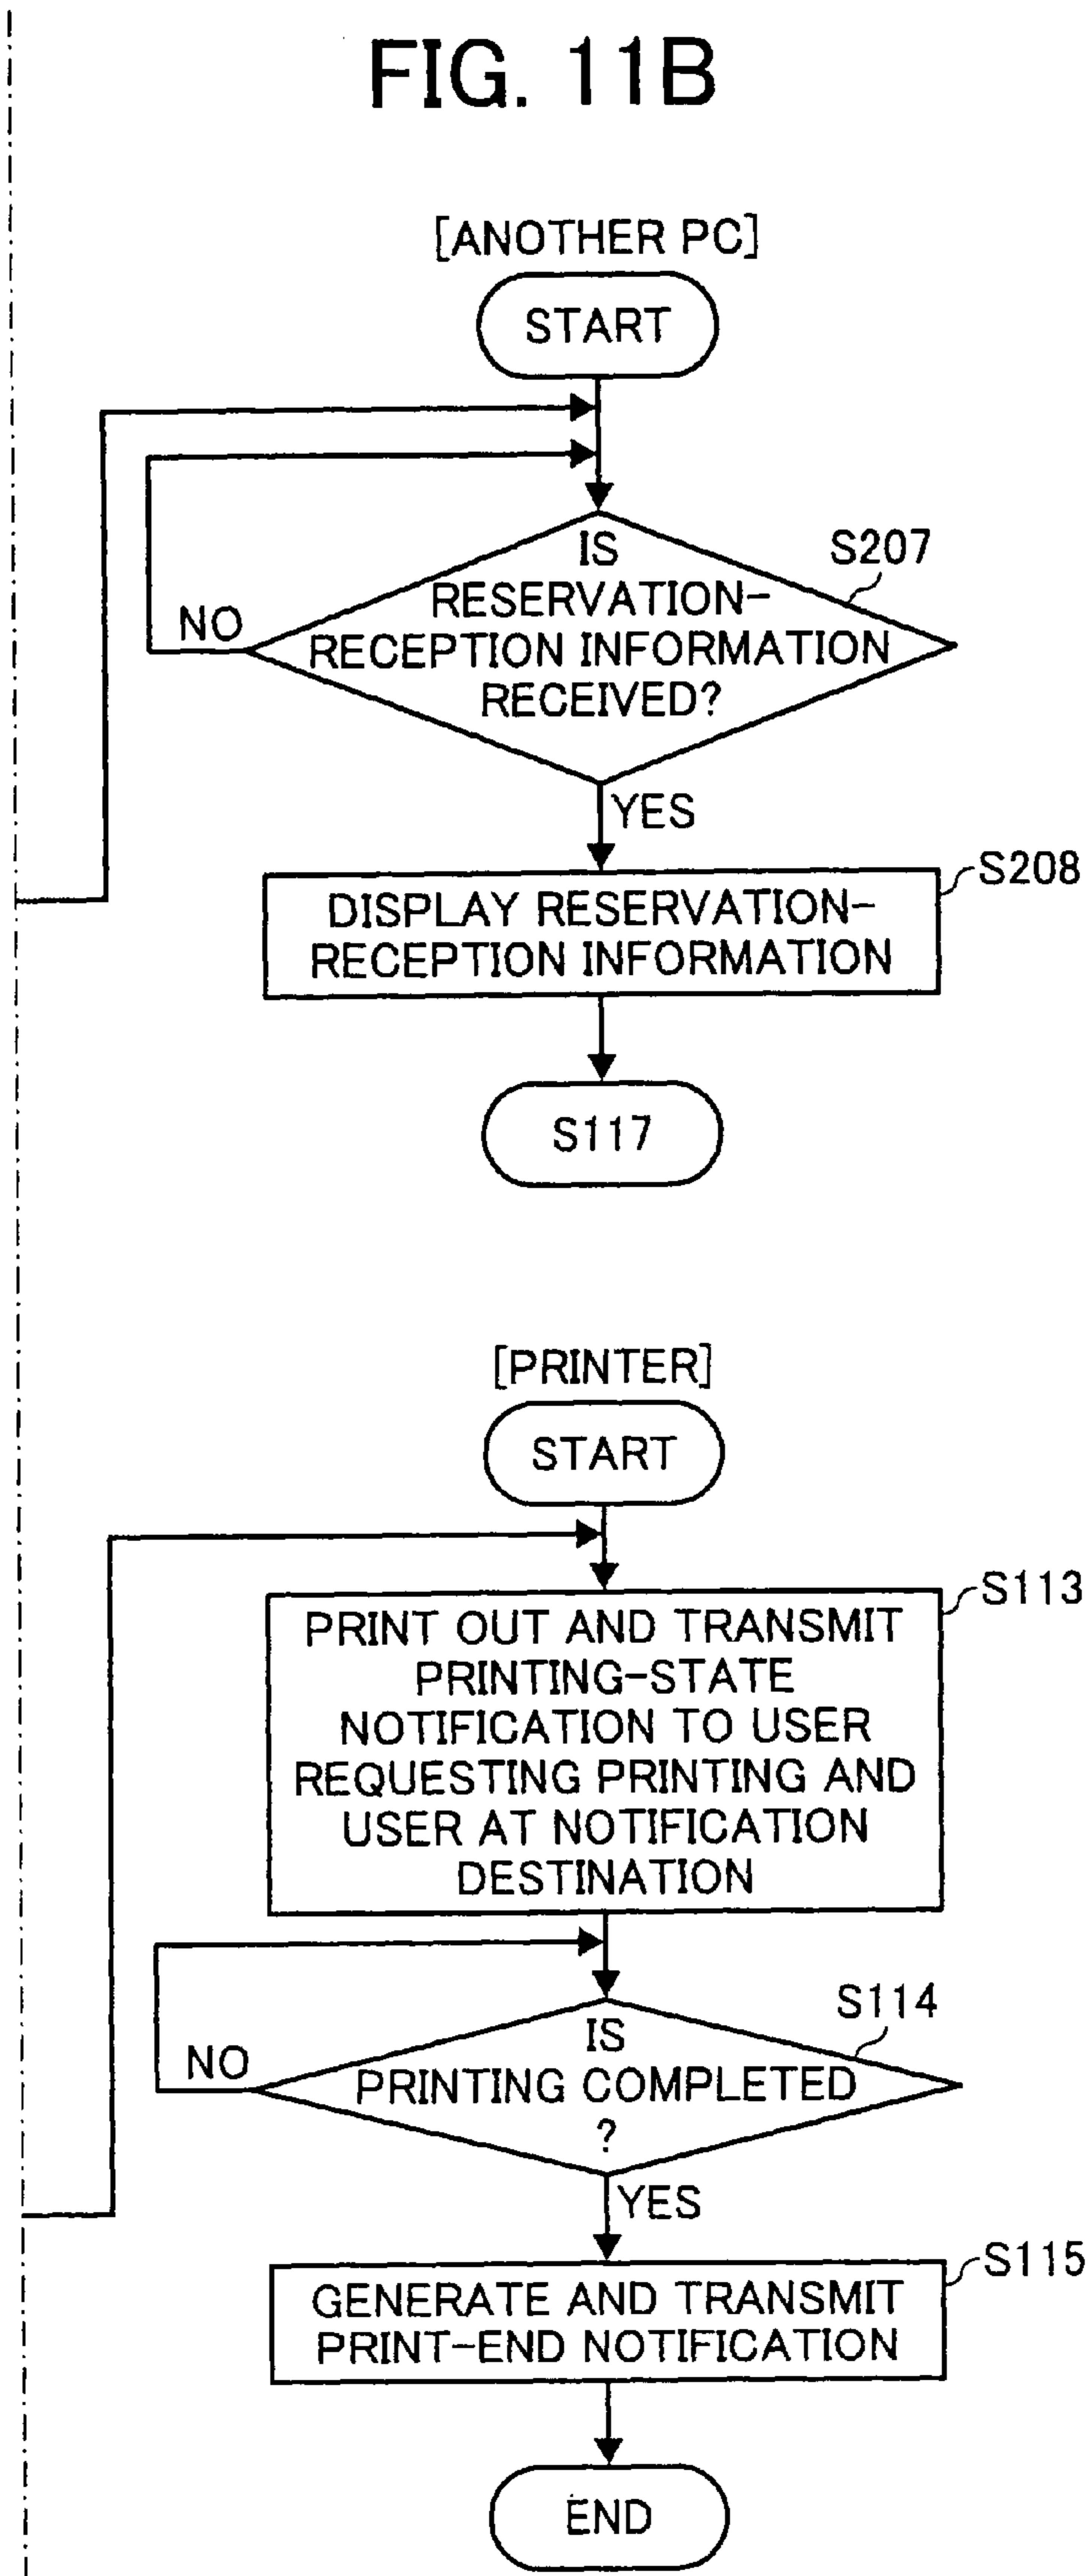 FIG. 11B
[ANOTHER PC]
START
S207
IS
RESERVATION-
RECEPTION INFORMATION
RECEIVED?
NO
YES
S208
DISPLAY RESERVATION-
RECEPTION INFORMATION
S117
[PRINTER]
START
S113
PRINT OUT AND TRANSMIT
PRINTING-STATE
NOTIFICATION TO USER
REQUESTING PRINTING AND
USER AT NOTIFICATION
DESTINATION
S114
IS
PRINTING COMPLETED
?
NO
YES
S115
GENERATE AND TRANSMIT
PRINT-END NOTIFICATION
END